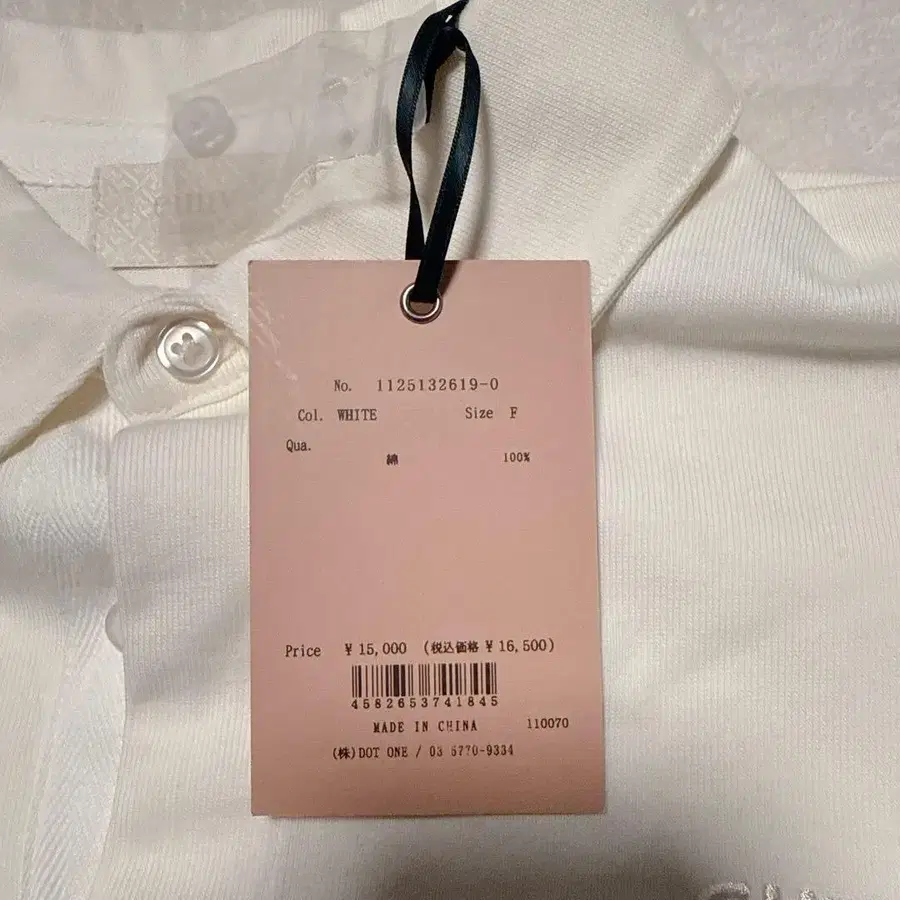 eimy
No. 1125132619-0
Col. WHITE Size F
Qua.
綿 100%
Price ¥ 15,000 (税込価格 ¥ 16,500)
4582653741845
MADE IN CHINA 110070
(株)DOT ONE / 03 5770-9334